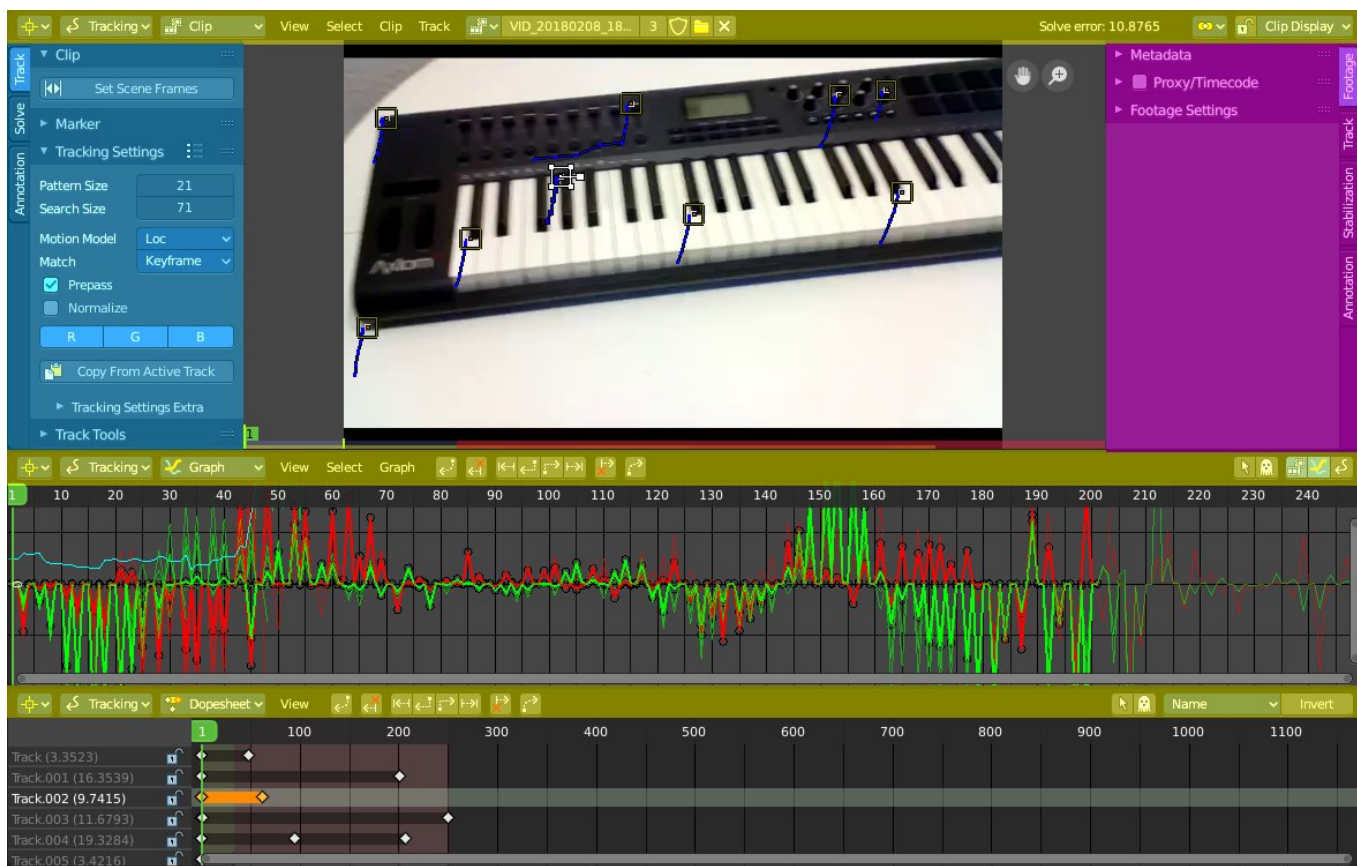 Tracking Clip View Select Clip Track VID_20180208_18... 3 Solve error: 10.8765 Clip Display
Track
Solve
Annotation
Clip
Set Scene Frames
Marker
Tracking Settings
Pattern Size 21
Search Size 71
Motion Model Loc
Match Keyframe
Prepass
Normalize
R G B
Copy From Active Track
Tracking Settings Extra
Track Tools
Axiom
1
Metadata
Proxy/Timecode
Footage Settings
Footage
Track
Stabilization
Annotation
Tracking Graph View Select Graph
1 10 20 30 40 50 60 70 80 90 100 110 120 130 140 150 160 170 180 190 200 210 220 230 240
0
Tracking Dopesheet View Name Invert
1 100 200 300 400 500 600 700 800 900 1000 1100
Track (3.3523)
Track.001 (16.3539)
Track.002 (9.7415)
Track.003 (11.6793)
Track.004 (19.3284)
Track.005 (3.4216)